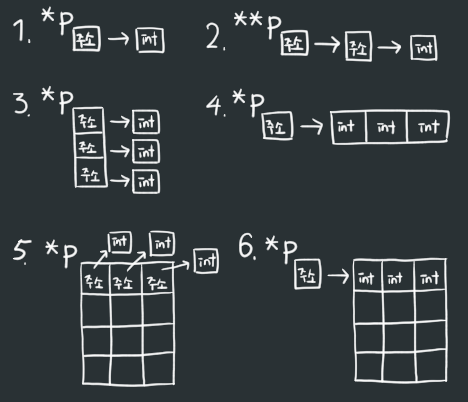 1. *p 주소 → int
2. **p 주소 → 주소 → int
3. *p 주소 → int
주소 → int
주소 → int
4. *p 주소 → int int int
5. *p int int int
주소 주소 주소
6. *p 주소 → int int int